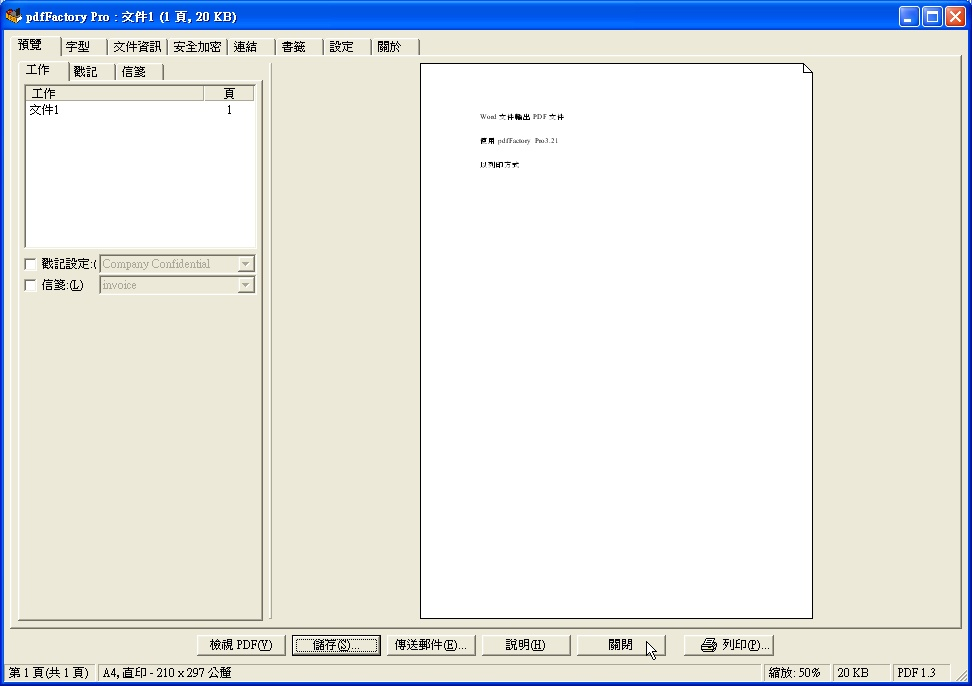 pdfFactory Pro : 文件1 (1 頁, 20 KB)
預覽 字型 文件資訊 安全加密 連結 書籤 設定 關於
工作 戳記 信箋
工作 頁
文件1 1
戳記設定:( Company Confidential
信箋:(L) invoice
Word 文件輸出 PDF 文件
使用 pdfFactory Pro3.21
以列印方式
檢視 PDF(V) 儲存(S)... 傳送郵件(E)... 說明(H) 關閉 列印(P)...
第 1 頁(共 1 頁) A4, 直印 - 210 x 297 公釐 縮放: 50% 20 KB PDF 1.3